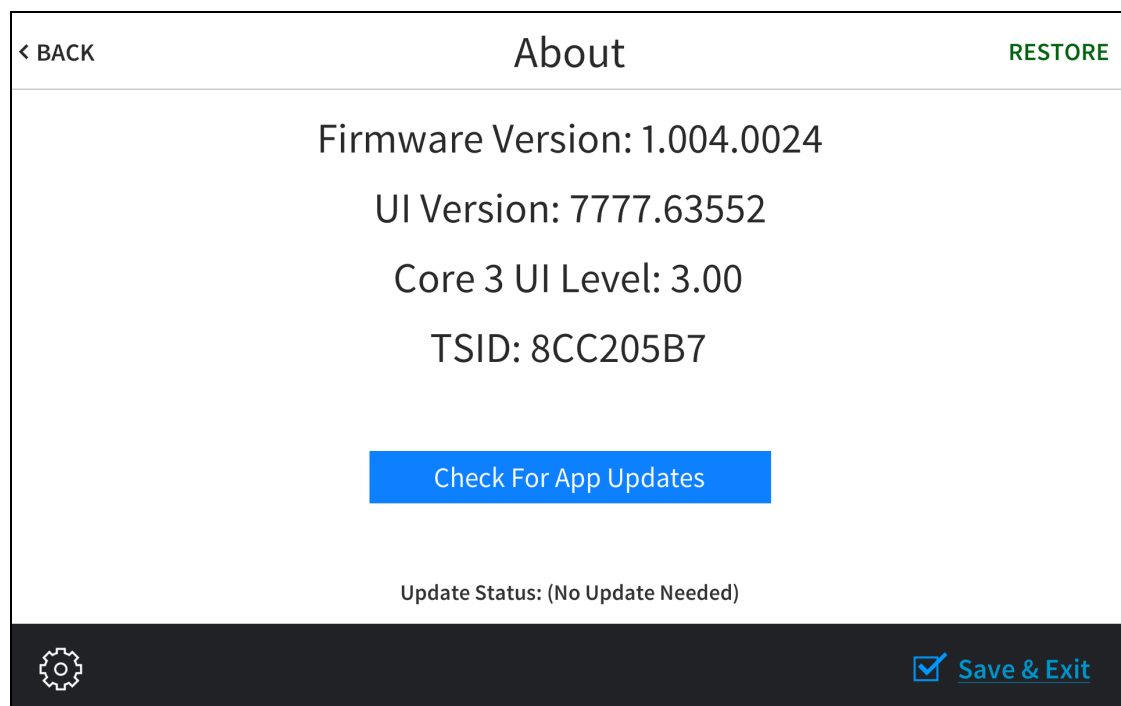 < BACK
About
RESTORE
Firmware Version: 1.004.0024
UI Version: 7777.63552
Core 3 UI Level: 3.00
TSID: 8CC205B7
Check For App Updates
Update Status: (No Update Needed)
Save & Exit